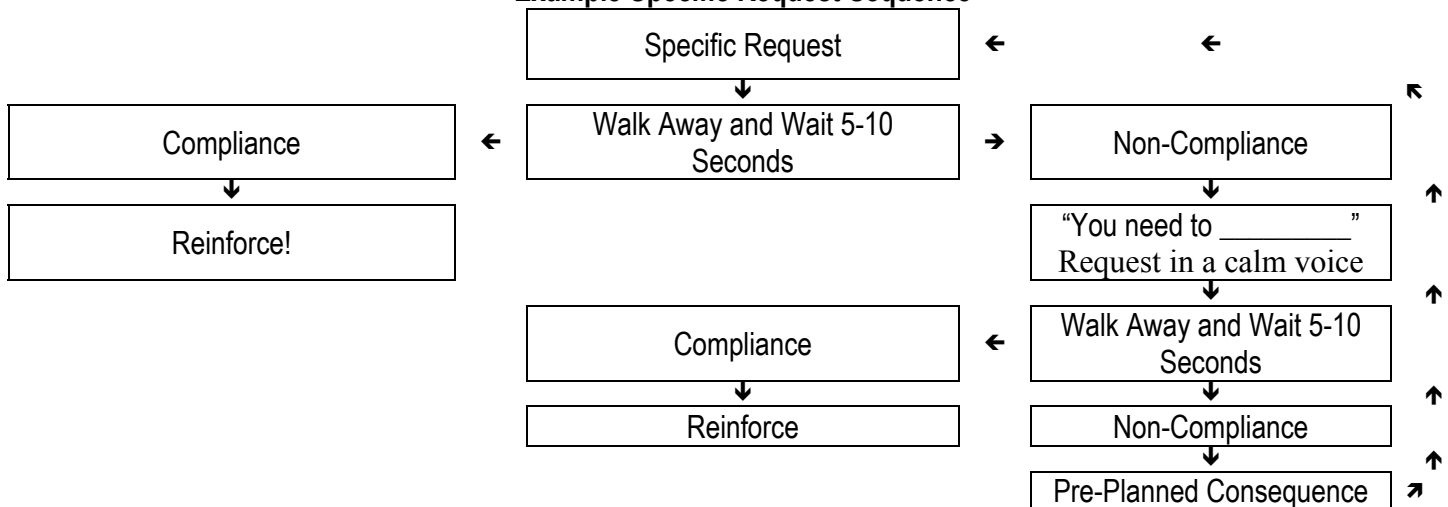 Example Specific Request Sequence
Specific Request
Compliance
Walk Away and Wait 5-10
Seconds
Non-Compliance
Reinforce!
“You need to _________”
Request in a calm voice
Compliance
Walk Away and Wait 5-10
Seconds
Reinforce
Non-Compliance
Pre-Planned Consequence